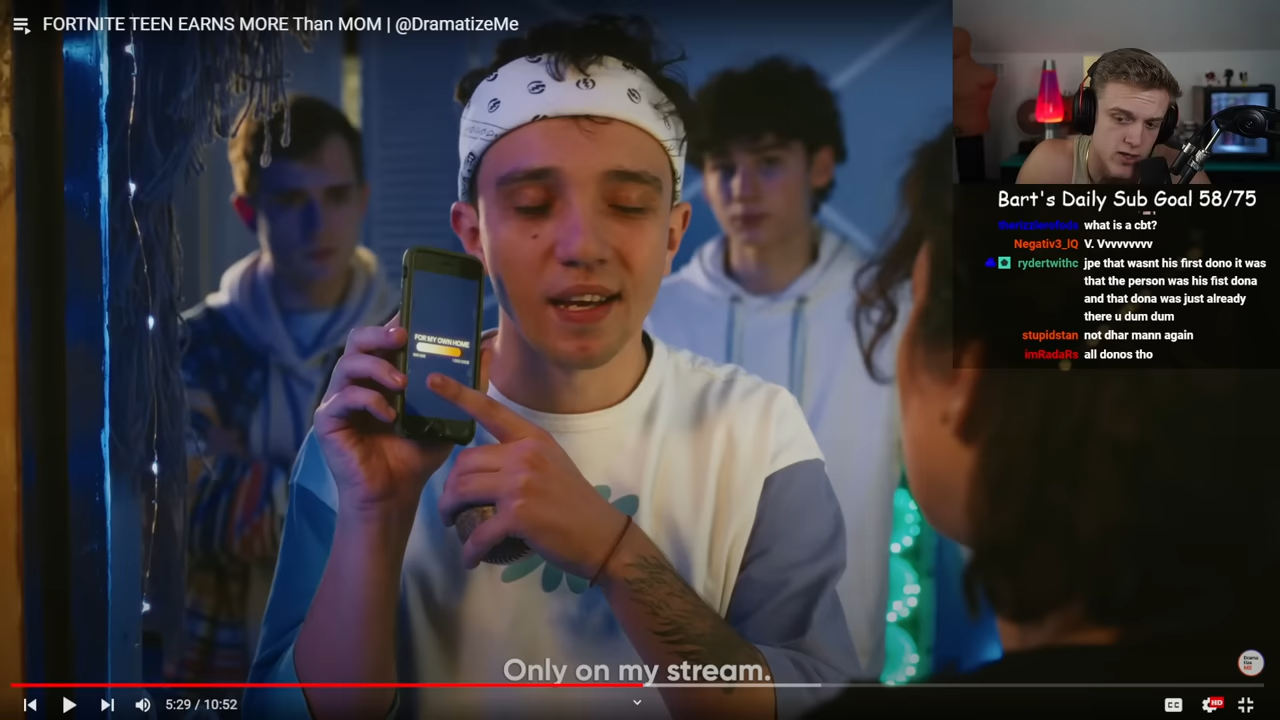 FORTNITE TEEN EARNS MORE Than MOM | @DramatizeMe
Bart's Daily Sub Goal 58/75
what is a cbt?
Negativ3_IQ V. Vvvvvvvv
rydertwithc jpe that wasnt his first dono it was
that the person was his fist dona
and that dona was just already
there u dum dum
stupidstan not dhar mann again
imRadaRs all donos tho
FOR MY OWN HOME
Only on my stream.
5:29 / 10:52
CC
HD